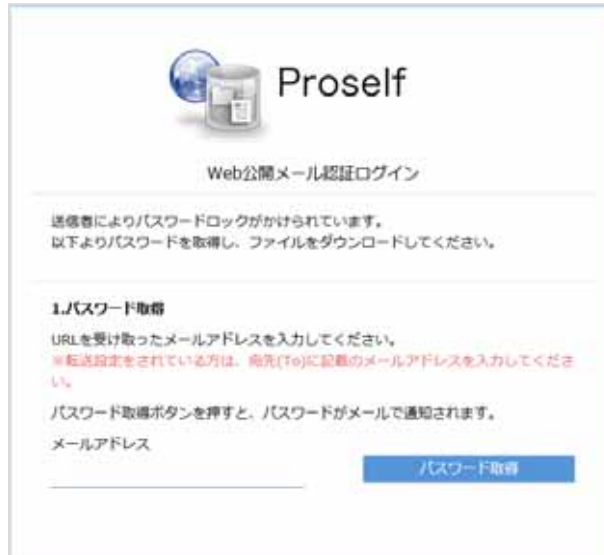 Proself
Web公開メール認証ログイン
送信者によりパスワードロックがかけられています。
以下よりパスワードを取得し、ファイルをダウンロードしてください。
1.パスワード取得
URLを受け取ったメールアドレスを入力してください。
※転送設定をされている方は、宛先(To)に記載のメールアドレスを入力してくださ
い。
パスワード取得ボタンを押すと、パスワードがメールで通知されます。
メールアドレス
パスワード取得